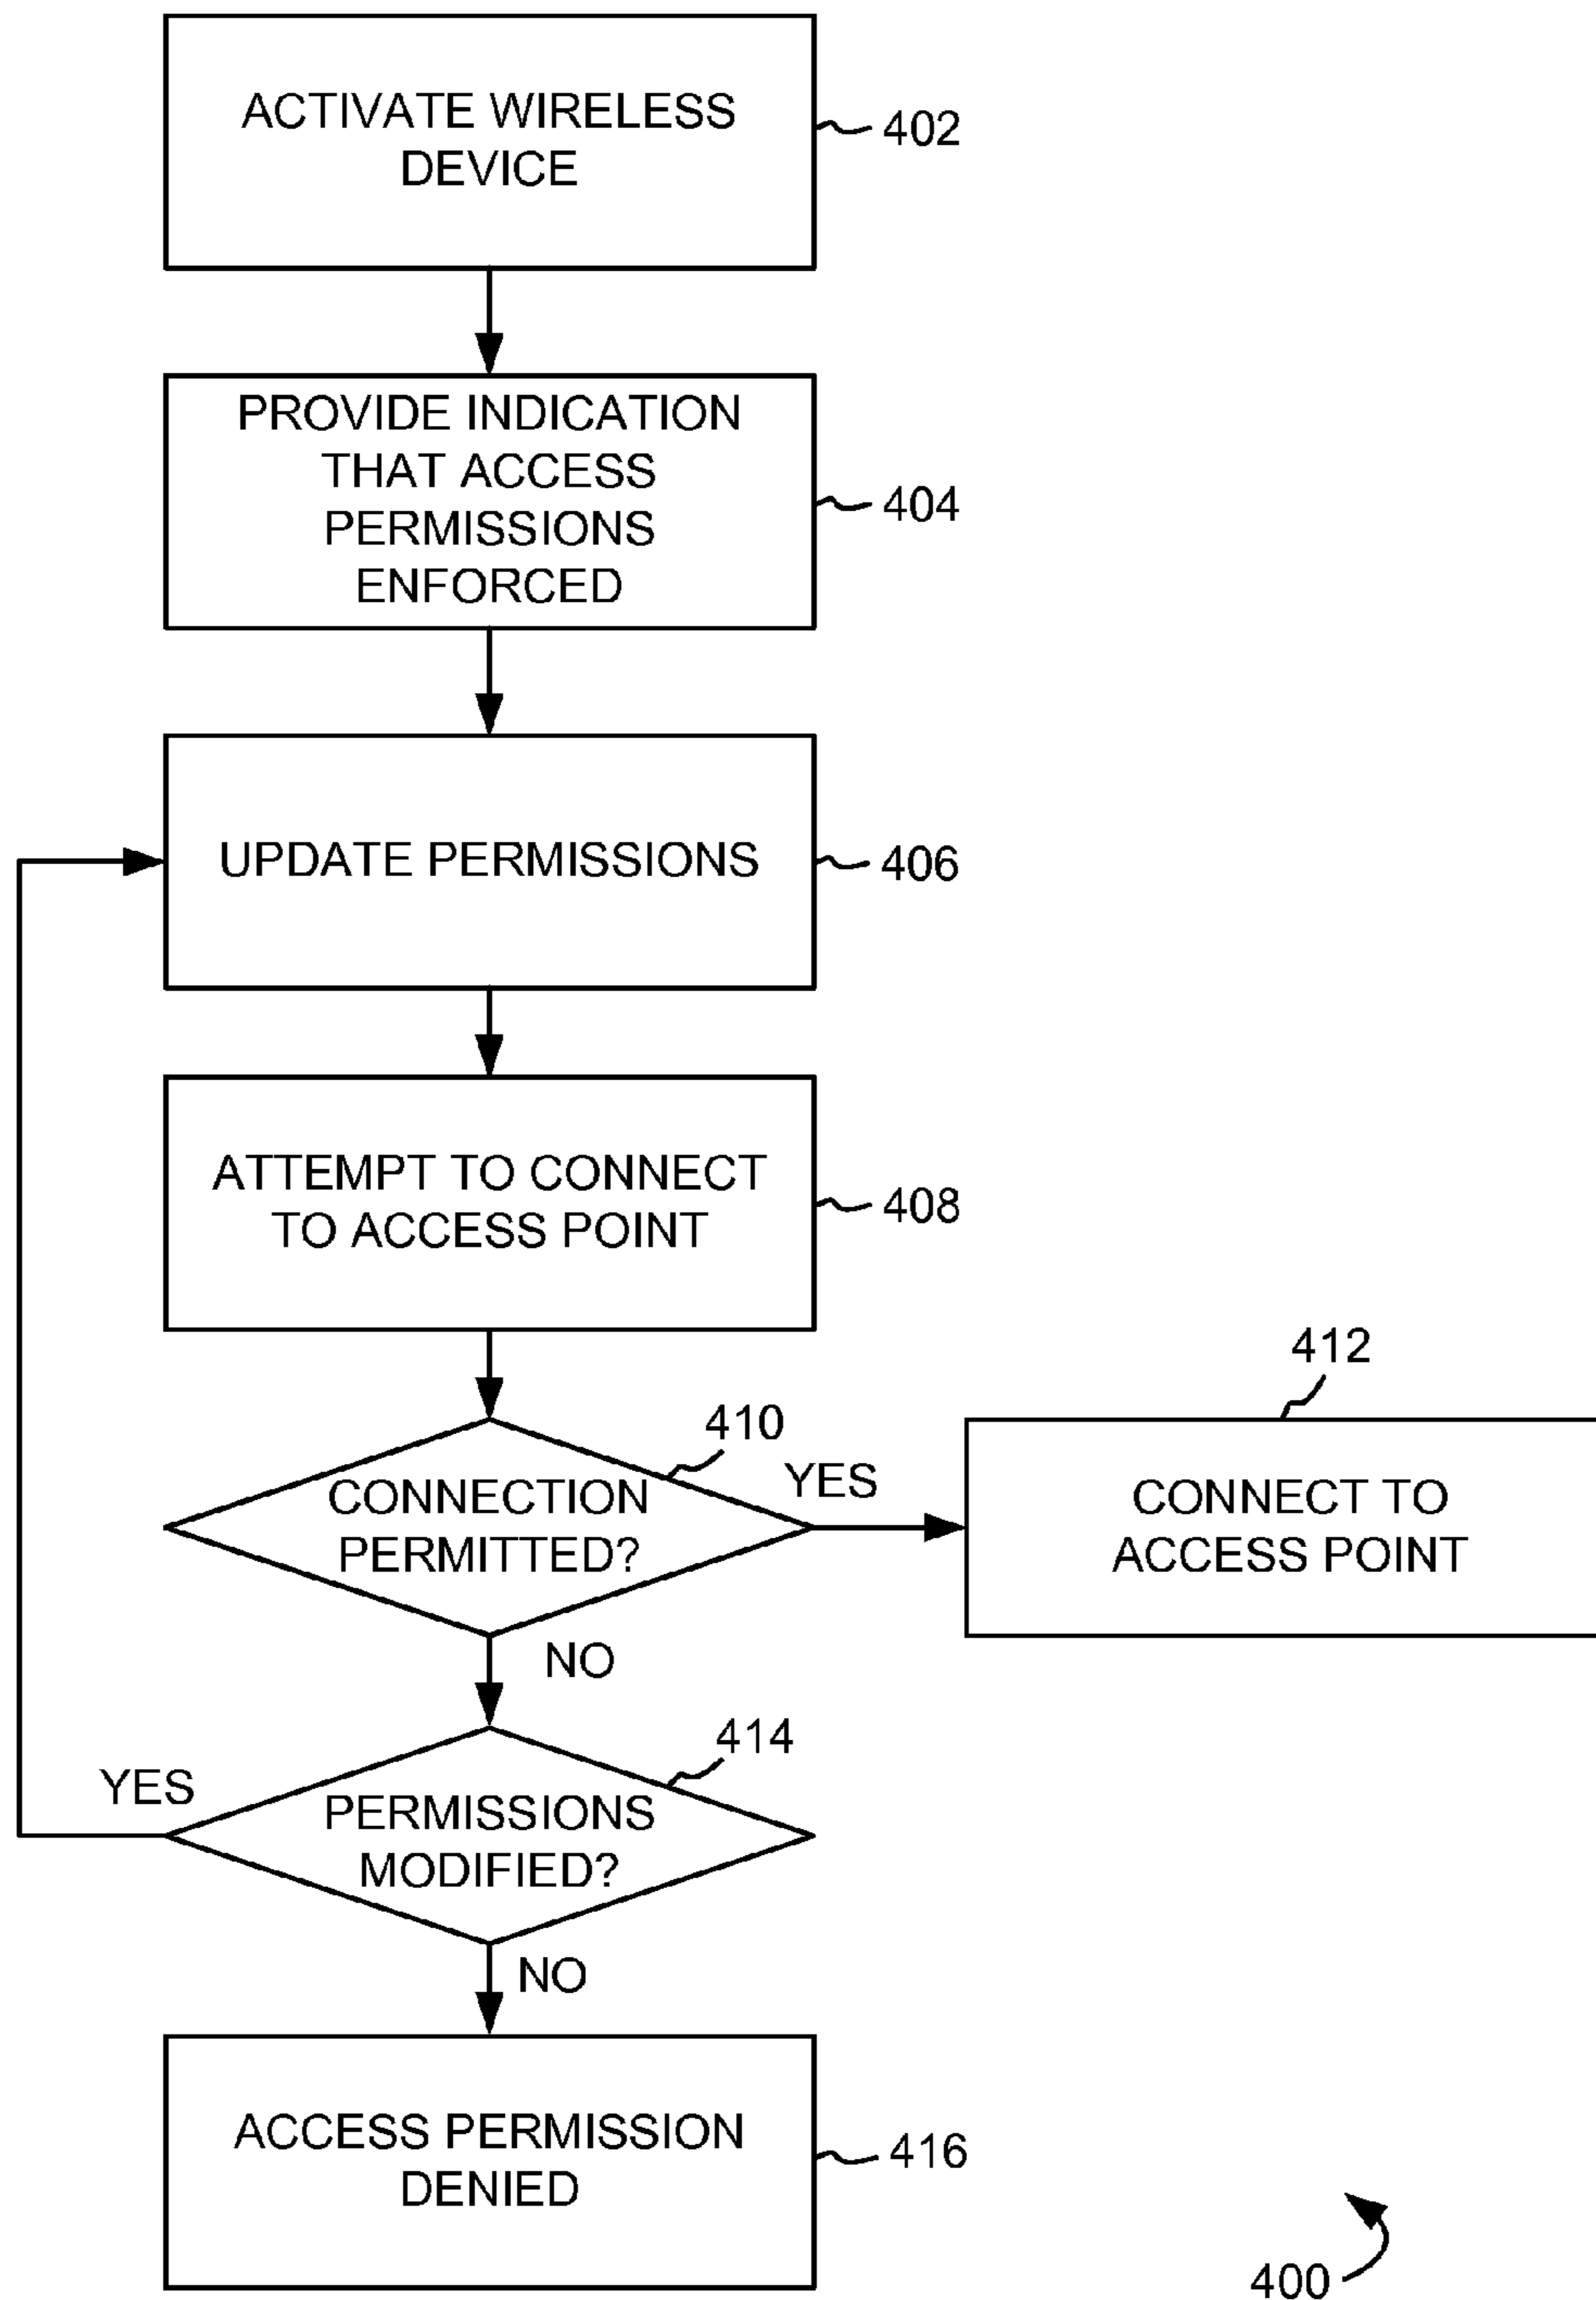 ACTIVATE WIRELESS
DEVICE
402
PROVIDE INDICATION
THAT ACCESS
PERMISSIONS
ENFORCED
404
UPDATE PERMISSIONS
406
ATTEMPT TO CONNECT
TO ACCESS POINT
408
410
CONNECTION
PERMITTED?
YES
412
CONNECT TO
ACCESS POINT
NO
414
YES
PERMISSIONS
MODIFIED?
NO
ACCESS PERMISSION
DENIED
416
400